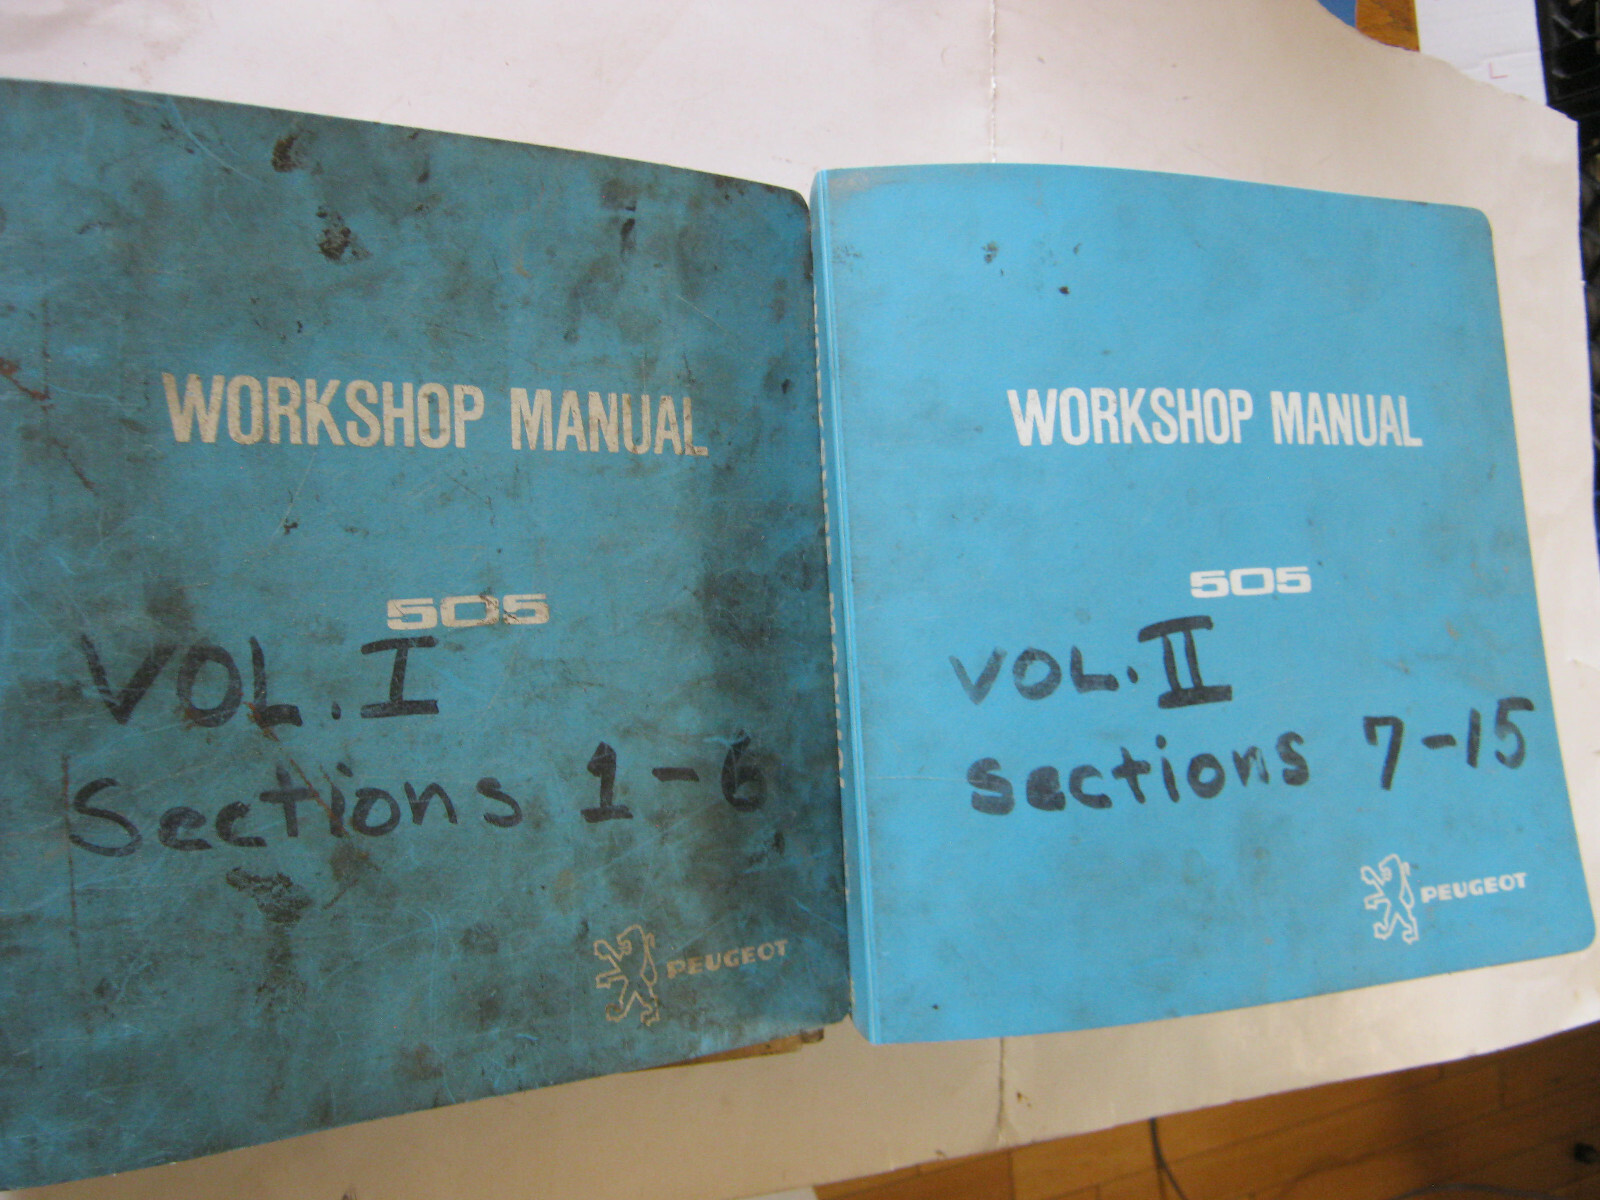 WORKSHOP MANUAL
505
VOL. I
Sections 1-6
PEUGEOT
WORKSHOP MANUAL
505
VOL. II
sections 7-15
PEUGEOT